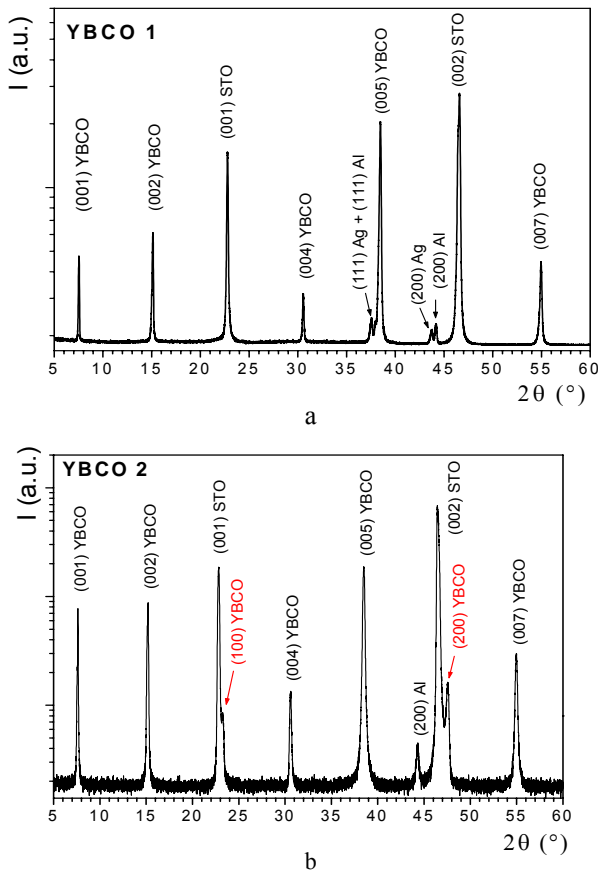 YBCO 1
I (a.u.)
(001) YBCO
(002) YBCO
(001) STO
(004) YBCO
(111) Ag + (111) Al
(005) YBCO
(200) Ag
(200) Al
(002) STO
(007) YBCO
5 10 15 20 25 30 35 40 45 50 55 60
2θ (°)
a
YBCO 2
I (a.u.)
(001) YBCO
(002) YBCO
(001) STO
(100) YBCO
(004) YBCO
(005) YBCO
(200) Al
(002) STO
(200) YBCO
(007) YBCO
5 10 15 20 25 30 35 40 45 50 55 60
2θ (°)
b